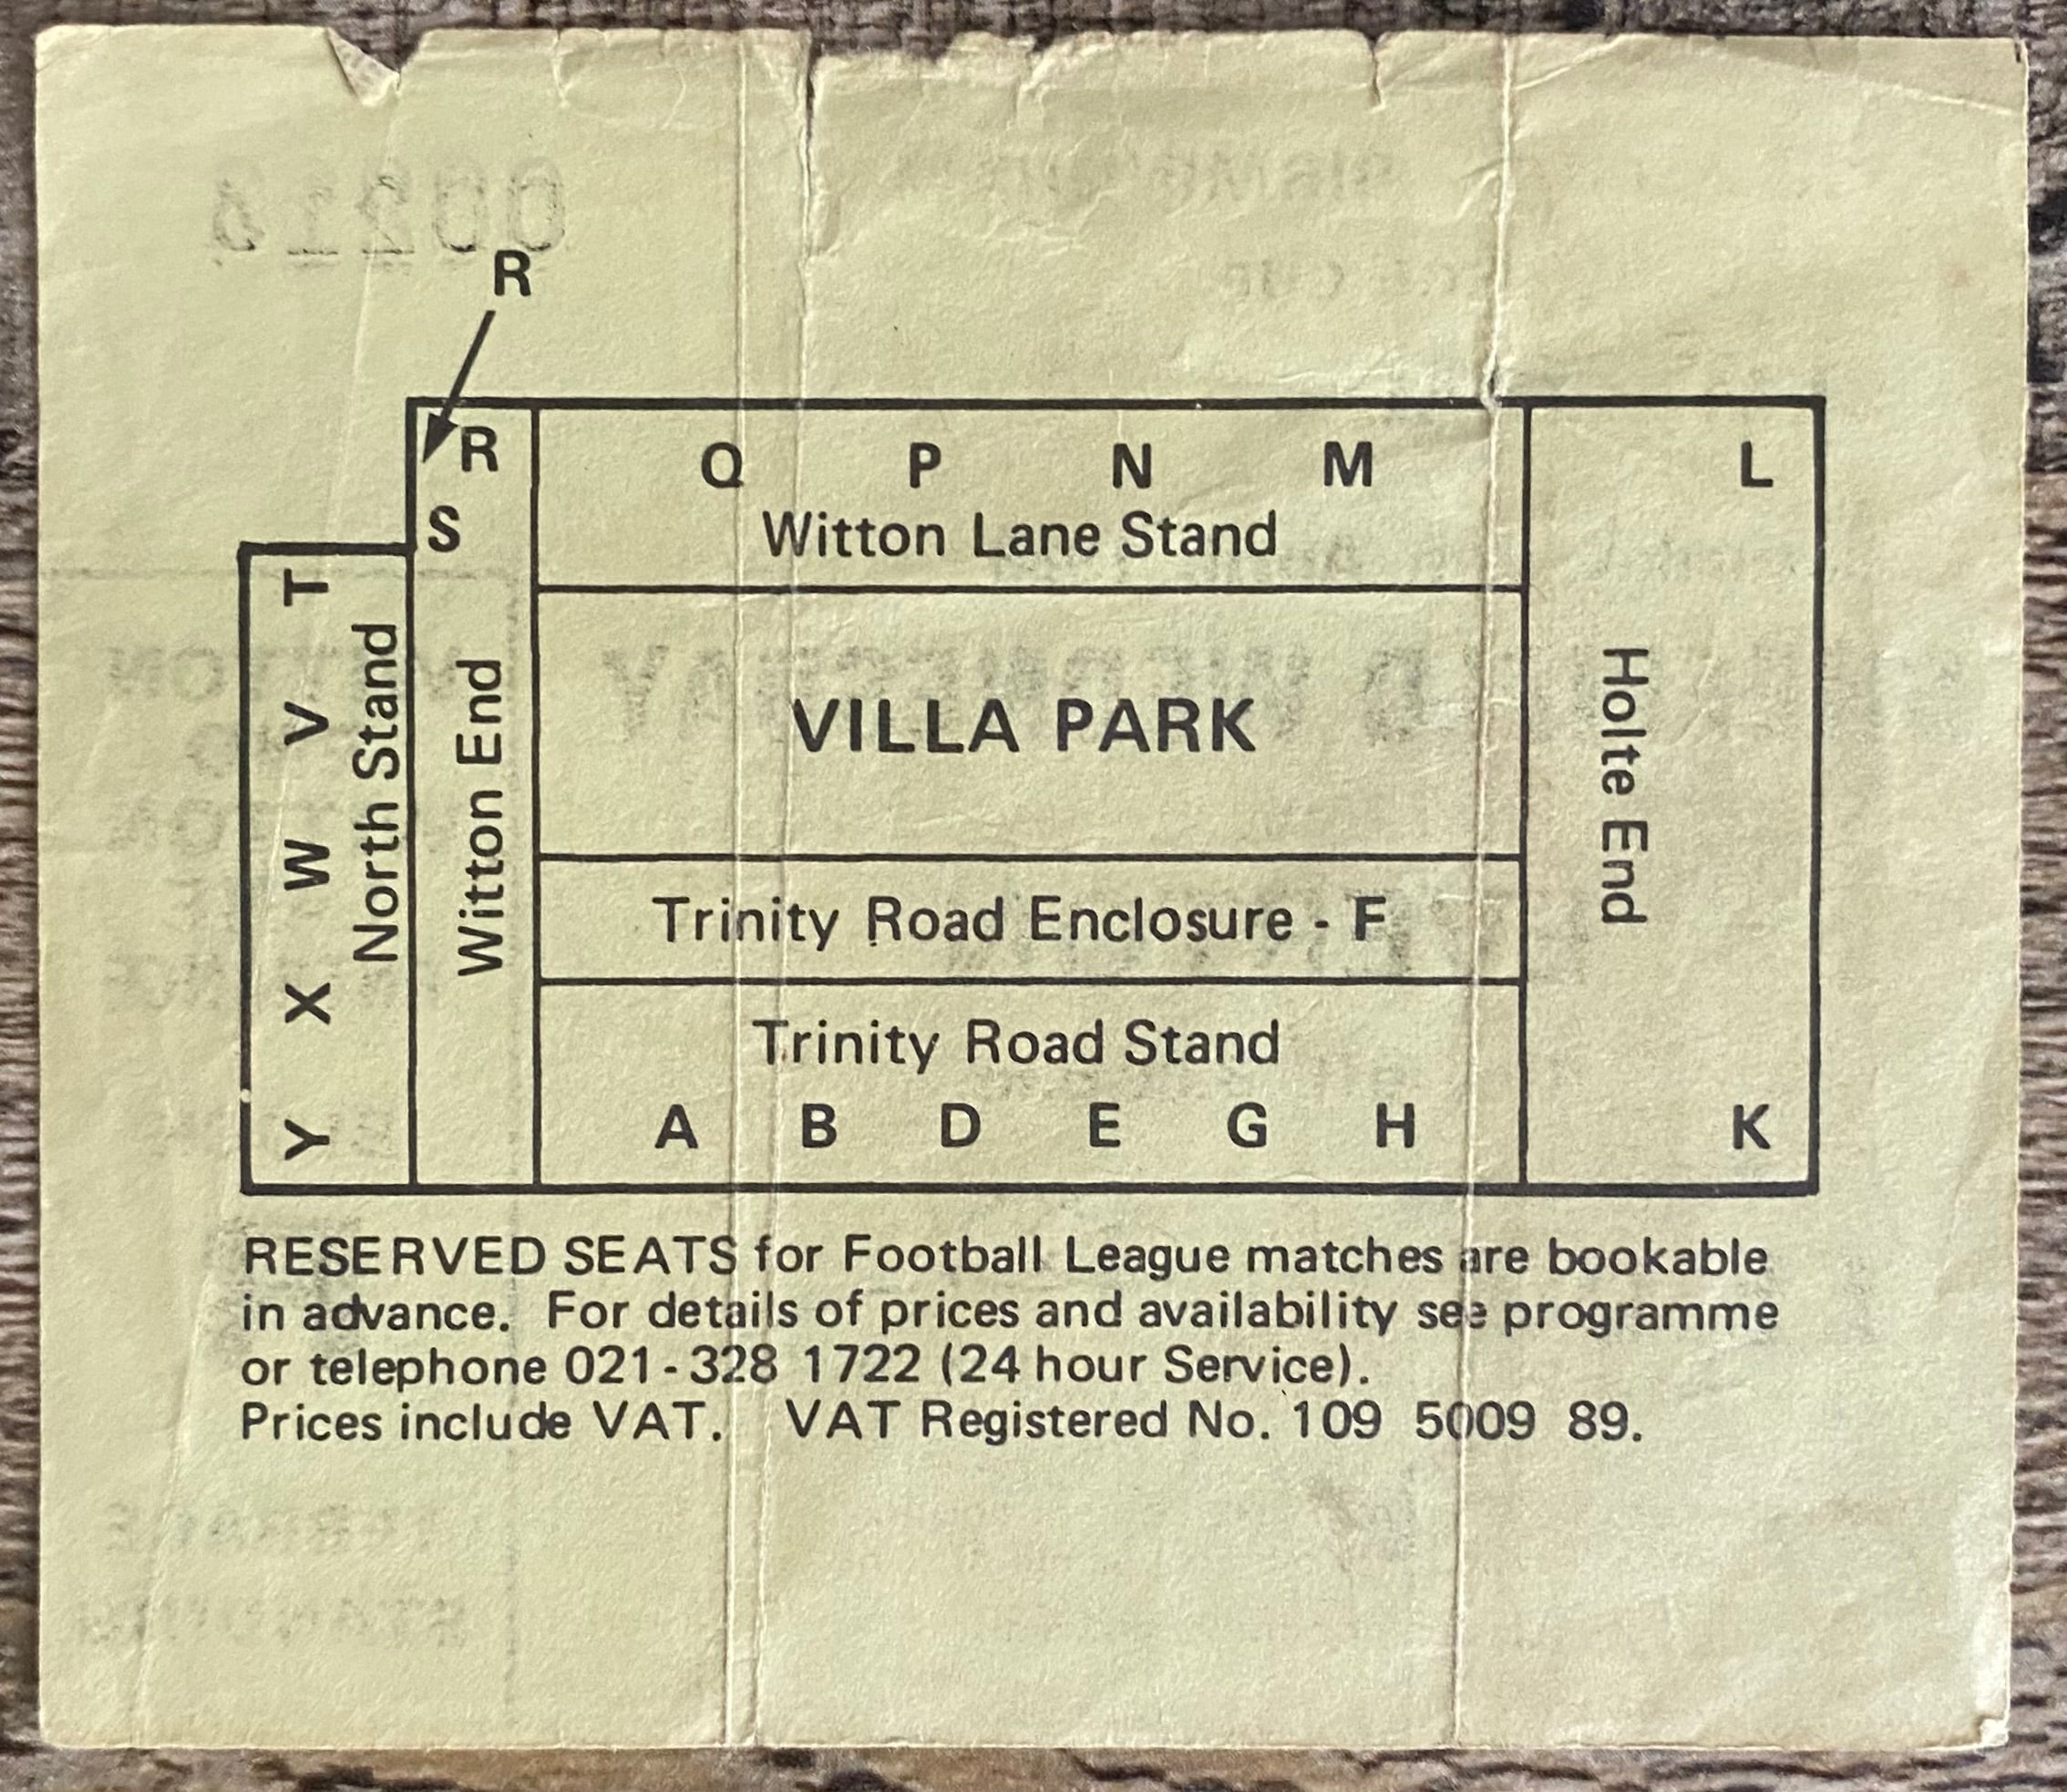 R
R
Q P N M L
S
Witton Lane Stand
T
V
W
X
Y
North Stand
Witton End
VILLA PARK
Holte End
Trinity Road Enclosure - F
Trinity Road Stand
A B D E G H K
RESERVED SEATS for Football League matches are bookable
in advance. For details of prices and availability see programme
or telephone 021-328 1722 (24 hour Service).
Prices include VAT. VAT Registered No. 109 5009 89.